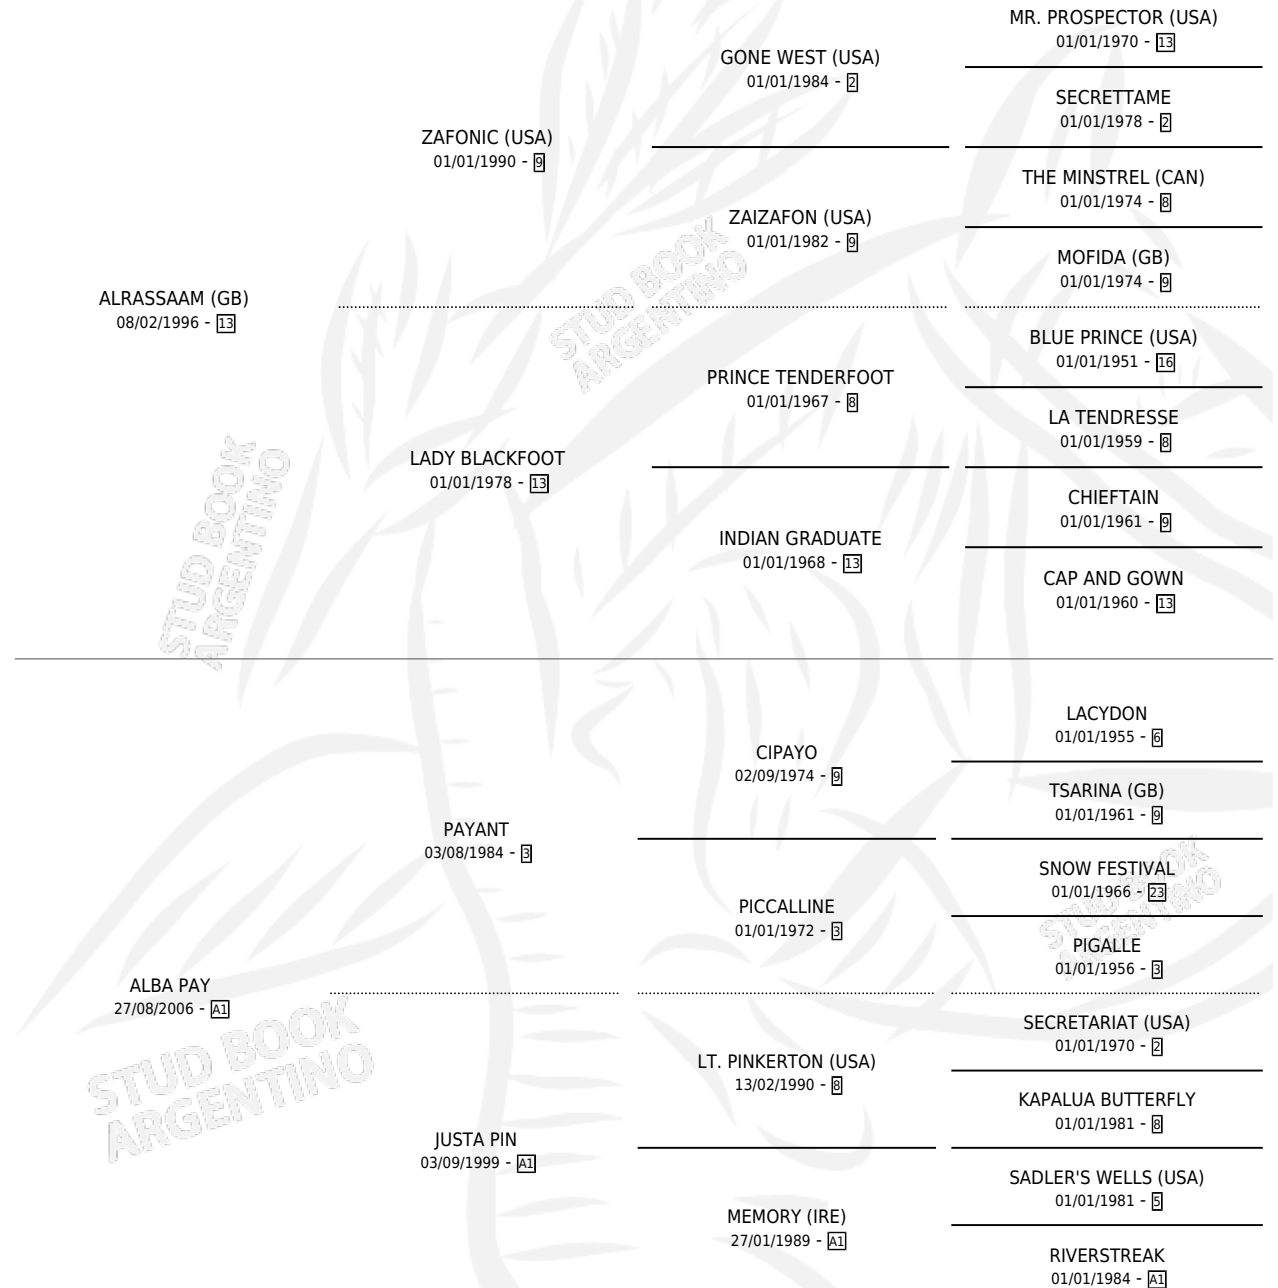 MR. PROSPECTOR (USA)
01/01/1970 - 13
GONE WEST (USA)
01/01/1984 - 2
SECRETTAME
01/01/1978 - 2
ZAFONIC (USA)
01/01/1990 - 9
THE MINSTREL (CAN)
01/01/1974 - 8
ZAIZAFON (USA)
01/01/1982 - 9
MOFIDA (GB)
01/01/1974 - 9
ALRASSAAM (GB)
08/02/1996 - 13
BLUE PRINCE (USA)
01/01/1951 - 16
PRINCE TENDERFOOT
01/01/1967 - 8
LA TENDRESSE
01/01/1959 - 8
LADY BLACKFOOT
01/01/1978 - 13
CHIEFTAIN
01/01/1961 - 9
INDIAN GRADUATE
01/01/1968 - 13
CAP AND GOWN
01/01/1960 - 13
STUD BOOK
ARGENTINO
STUD BOOK
ARGENTINO
LACYDON
01/01/1955 - 6
CIPAYO
02/09/1974 - 9
TSARINA (GB)
01/01/1961 - 9
PAYANT
03/08/1984 - 3
SNOW FESTIVAL
01/01/1966 - 23
PICCALLINE
01/01/1972 - 3
PIGALLE
01/01/1956 - 3
ALBA PAY
27/08/2006 - A1
SECRETARIAT (USA)
01/01/1970 - 2
LT. PINKERTON (USA)
13/02/1990 - 8
KAPALUA BUTTERFLY
01/01/1981 - 8
JUSTA PIN
03/09/1999 - A1
SADLER'S WELLS (USA)
01/01/1981 - 5
MEMORY (IRE)
27/01/1989 - A1
RIVERSTREAK
01/01/1984 - A1
STUD BOOK
ARGENTINO
STUD BOOK
ARGENTINO